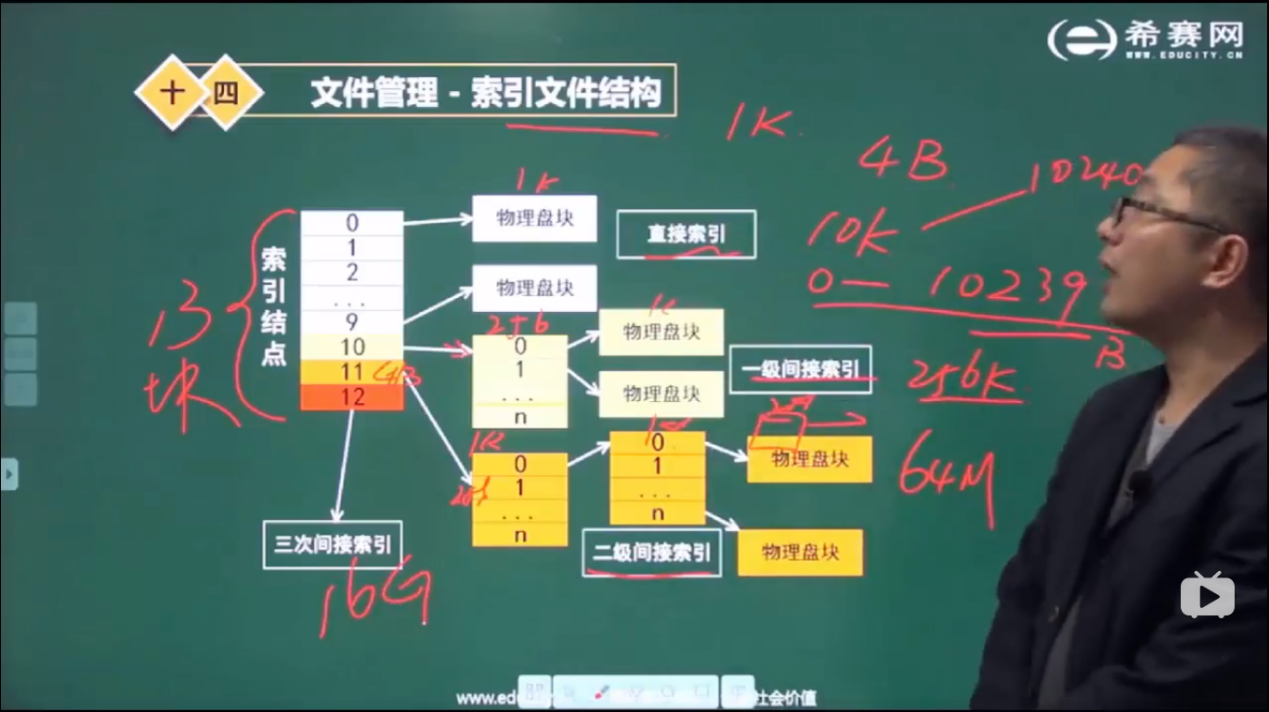 希赛网
WWW.EDUCITY.CN
十四 文件管理 - 索引文件结构
1K
4B
10240
10K
0— 10239
B
256K
64M
13
块
索引结点
0
1
2
...
9
10
11
12
4B
1K
物理盘块
物理盘块
直接索引
256
0
1
...
n
1K
物理盘块
物理盘块
一级间接索引
1K
0
1
...
n
0
1
...
n
物理盘块
物理盘块
二级间接索引
三次间接索引
16G
www.edu
社会价值